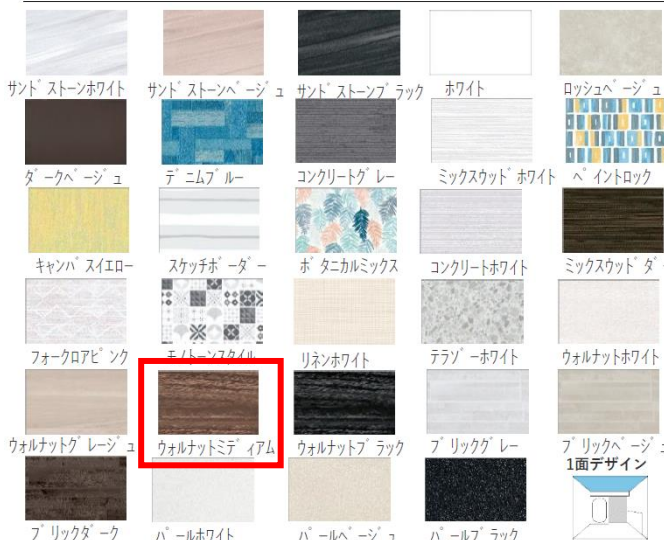 サンドストーンホワイト サンドストーンベージュ サンドストーンブラック ホワイト ロッシュベージュ
ダークベージュ デニムブルー コンクリートグレー ミックスウッドホワイト ペイントロック
キャンバスイエロー スケッチボーダー ボタニカルミックス コンクリートホワイト ミックスウッドダ
フォークロアピンク モノトーンスタイル リネンホワイト テラゾーホワイト ウォルナットホワイト
ウォルナットグレージュ ウォルナットミディアム ウォルナットブラック ブリックグレー ブリックベージュ
1面デザイン
ブリックダーク パールホワイト パールベージュ パールブラック